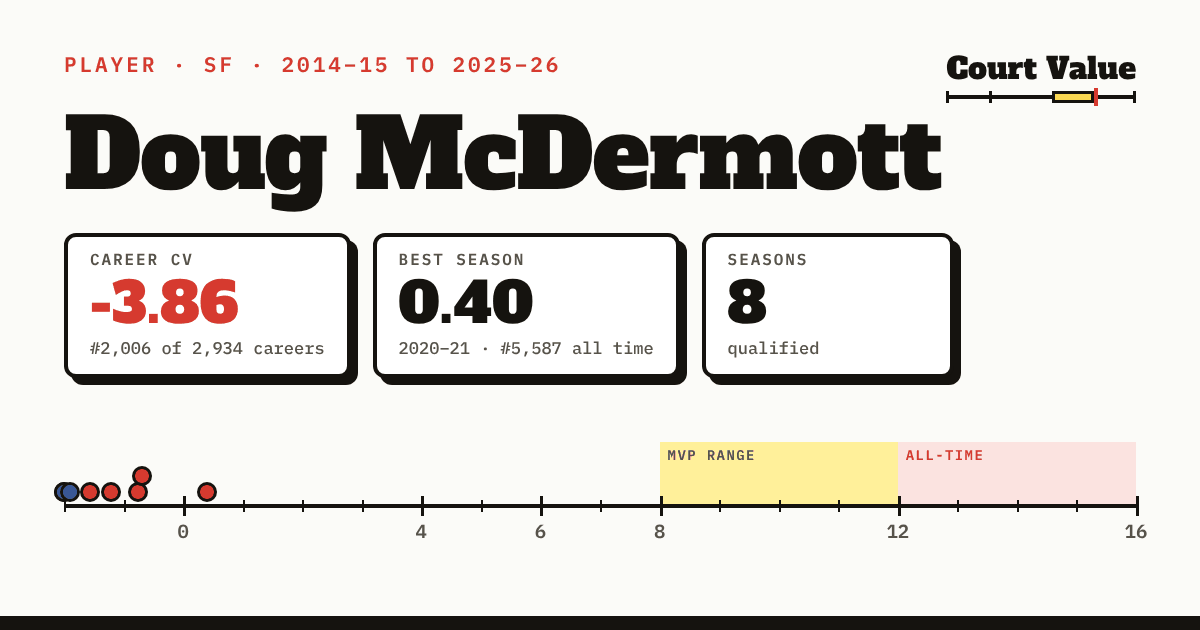 PLAYER · SF · 2014–15 TO 2025–26
Court Value
Doug McDermott
CAREER CV
-3.86
#2,006 of 2,934 careers
BEST SEASON
0.40
2020–21 · #5,587 all time
SEASONS
8
qualified
MVP RANGE
ALL-TIME
0 4 6 8 12 16